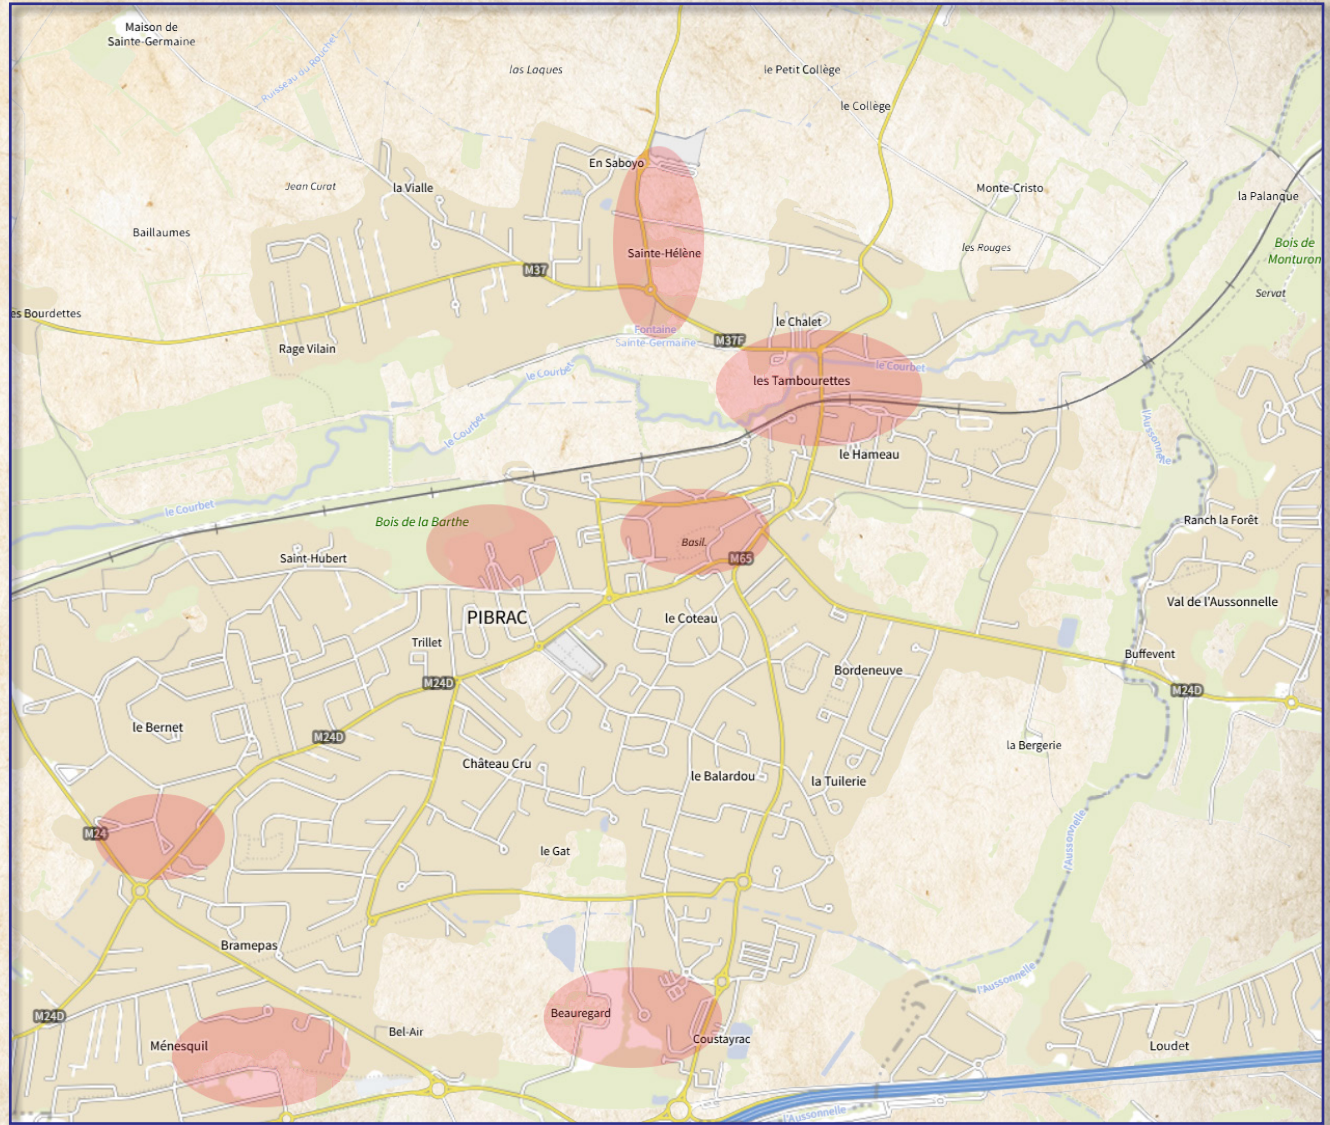 Maison de
Sainte-Germaine
Ruisseau du Rouchet
las Laques
le Petit Collège
le Collège
En Saboyo
Jean Curat
la Vialle
Monte-Cristo
la Palanque
Baillaumes
Sainte-Hélène
les Rouges
Bois de
Monturon
M37
Servat
es Bourdettes
le Chalet
Fontaine
Sainte-Germaine
M37F
Rage Vilain
le Courbet
le Courbet
les Tambourettes
le Courbet
l'Aussonnelle
le Hameau
le Courbet
Bois de la Barthe
Ranch la Forêt
Basil.
Saint-Hubert
M65
Val de l'Aussonnelle
PIBRAC
le Coteau
Trillet
Buffevent
Bordeneuve
M24D
M24D
le Bernet
M24D
la Bergerie
Château Cru
le Balardou
la Tuilerie
M24
l'Aussonnelle
le Gat
Bramepas
l'Aussonnelle
M24D
Beauregard
Bel-Air
Coustayrac
Ménesquil
Loudet
l'Aussonnelle